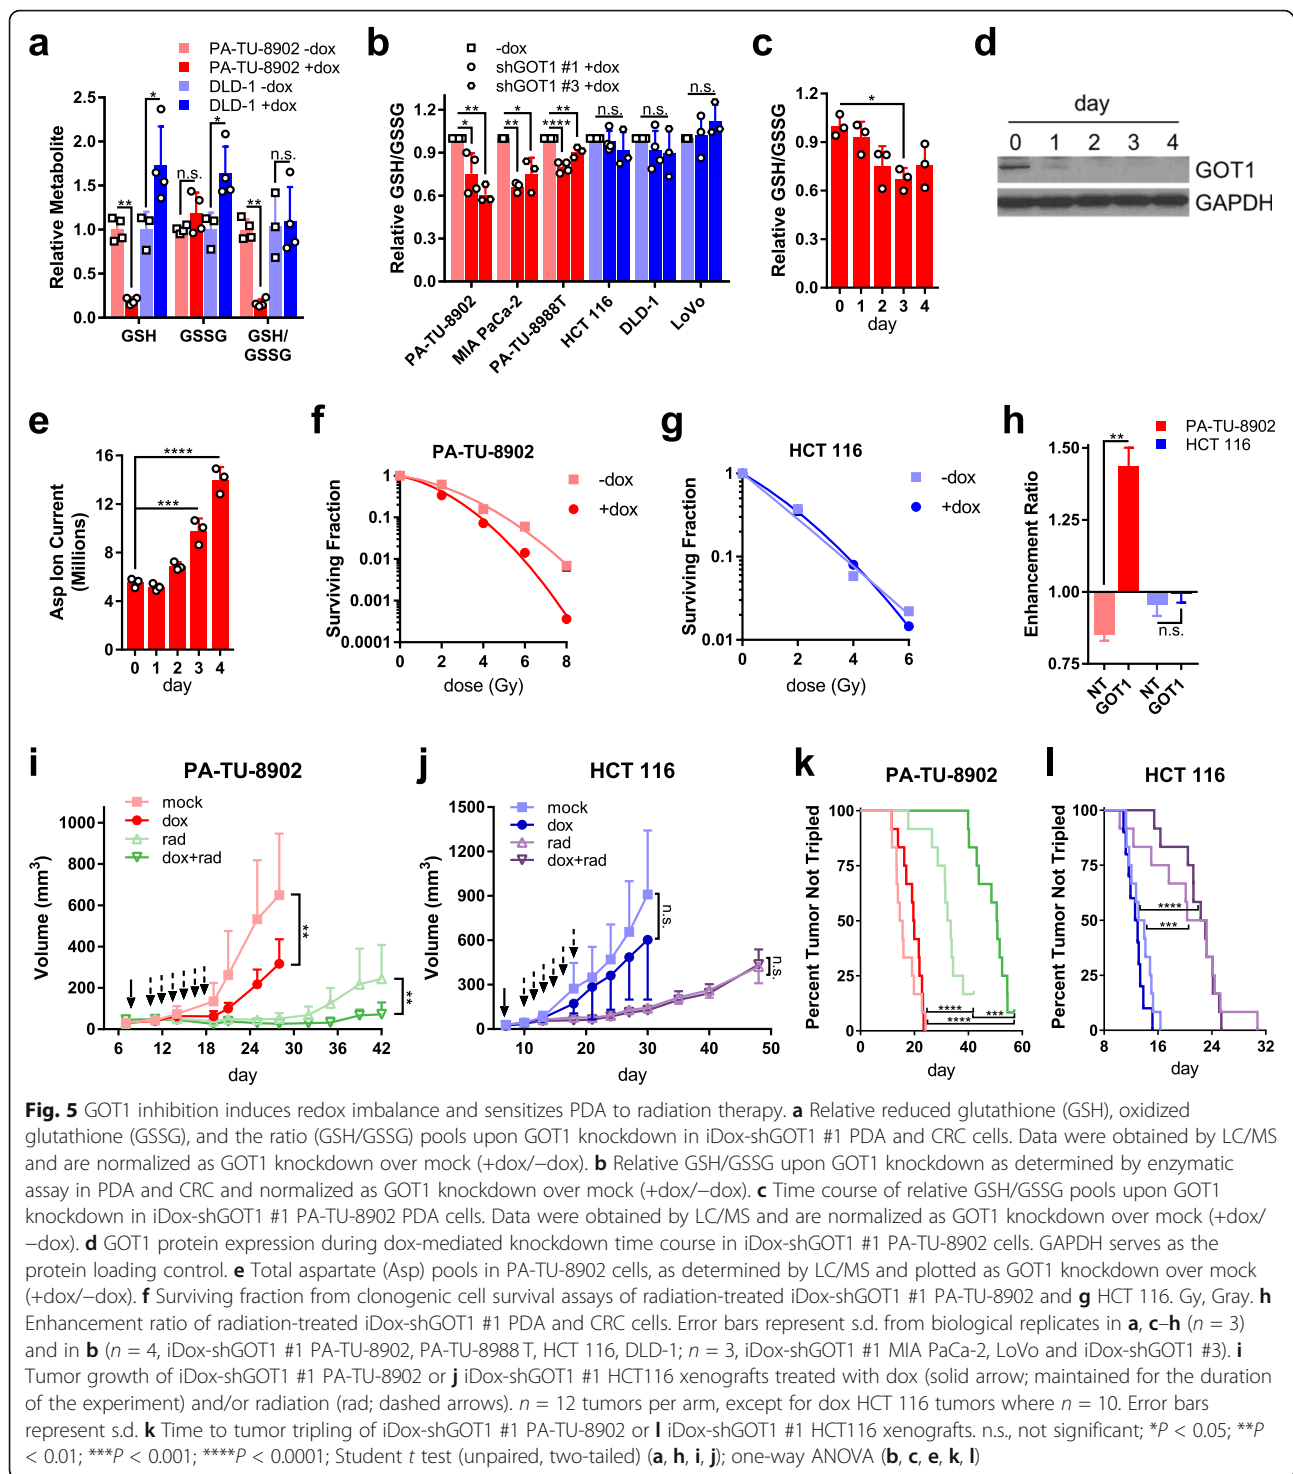 a
PA-TU-8902 -dox
PA-TU-8902 +dox
DLD-1 -dox
DLD-1 +dox
Relative Metabolite
2.5
2.0
1.5
1.0
0.5
0.0
**
*
n.s.
*
**
n.s.
GSH
GSSG
GSH/
GSSG
b
-dox
shGOT1 #1 +dox
shGOT1 #3 +dox
Relative GSH/GSSG
1.2
0.9
0.6
0.3
0.0
**
*
*
**
**
****
n.s.
n.s.
n.s.
PA-TU-8902
MIA PaCa-2
PA-TU-8988T
HCT 116
DLD-1
LoVo
c
Relative GSH/GSSG
1.2
0.9
0.6
0.3
0.0
*
0 1 2 3 4
day
d
day
0 1 2 3 4
GOT1
GAPDH
e
Asp Ion Current
(Millions)
16
12
8
4
0
****
***
0 1 2 3 4
day
f
PA-TU-8902
Surviving Fraction
1
0.1
0.01
0.001
0.0001
0 2 4 6 8
dose (Gy)
-dox
+dox
g
HCT 116
Surviving Fraction
1
0.1
0.01
0 2 4 6
dose (Gy)
-dox
+dox
h
PA-TU-8902
HCT 116
Enhancement Ratio
1.50
1.25
1.00
0.75
**
n.s.
NT
GOT1
NT
GOT1
i
PA-TU-8902
mock
dox
rad
dox+rad
Volume (mm3)
1000
800
600
400
200
0
**
**
6 12 18 24 30 36 42
day
j
HCT 116
mock
dox
rad
dox+rad
Volume (mm3)
1500
1200
900
600
300
0
n.s.
n.s.
10 20 30 40 50
day
k
PA-TU-8902
Percent Tumor Not Tripled
100
75
50
25
0
****
****
***
0 20 40 60
day
l
HCT 116
Percent Tumor Not Tripled
100
75
50
25
0
****
***
8 16 24 32
day
Fig. 5 GOT1 inhibition induces redox imbalance and sensitizes PDA to radiation therapy. a Relative reduced glutathione (GSH), oxidized
glutathione (GSSG), and the ratio (GSH/GSSG) pools upon GOT1 knockdown in iDox-shGOT1 #1 PDA and CRC cells. Data were obtained by LC/MS
and are normalized as GOT1 knockdown over mock (+dox/−dox). b Relative GSH/GSSG upon GOT1 knockdown as determined by enzymatic
assay in PDA and CRC and normalized as GOT1 knockdown over mock (+dox/−dox). c Time course of relative GSH/GSSG pools upon GOT1
knockdown in iDox-shGOT1 #1 PA-TU-8902 PDA cells. Data were obtained by LC/MS and are normalized as GOT1 knockdown over mock (+dox/
−dox). d GOT1 protein expression during dox-mediated knockdown time course in iDox-shGOT1 #1 PA-TU-8902 cells. GAPDH serves as the
protein loading control. e Total aspartate (Asp) pools in PA-TU-8902 cells, as determined by LC/MS and plotted as GOT1 knockdown over mock
(+dox/−dox). f Surviving fraction from clonogenic cell survival assays of radiation-treated iDox-shGOT1 #1 PA-TU-8902 and g HCT 116. Gy, Gray. h
Enhancement ratio of radiation-treated iDox-shGOT1 #1 PDA and CRC cells. Error bars represent s.d. from biological replicates in a, c–h (n = 3)
and in b (n = 4, iDox-shGOT1 #1 PA-TU-8902, PA-TU-8988 T, HCT 116, DLD-1; n = 3, iDox-shGOT1 #1 MIA PaCa-2, LoVo and iDox-shGOT1 #3). i
Tumor growth of iDox-shGOT1 #1 PA-TU-8902 or j iDox-shGOT1 #1 HCT116 xenografts treated with dox (solid arrow; maintained for the duration
of the experiment) and/or radiation (rad; dashed arrows). n = 12 tumors per arm, except for dox HCT 116 tumors where n = 10. Error bars
represent s.d. k Time to tumor tripling of iDox-shGOT1 #1 PA-TU-8902 or l iDox-shGOT1 #1 HCT116 xenografts. n.s., not significant; *P < 0.05; **P
< 0.01; ***P < 0.001; ****P < 0.0001; Student t test (unpaired, two-tailed) (a, h, i, j); one-way ANOVA (b, c, e, k, l)